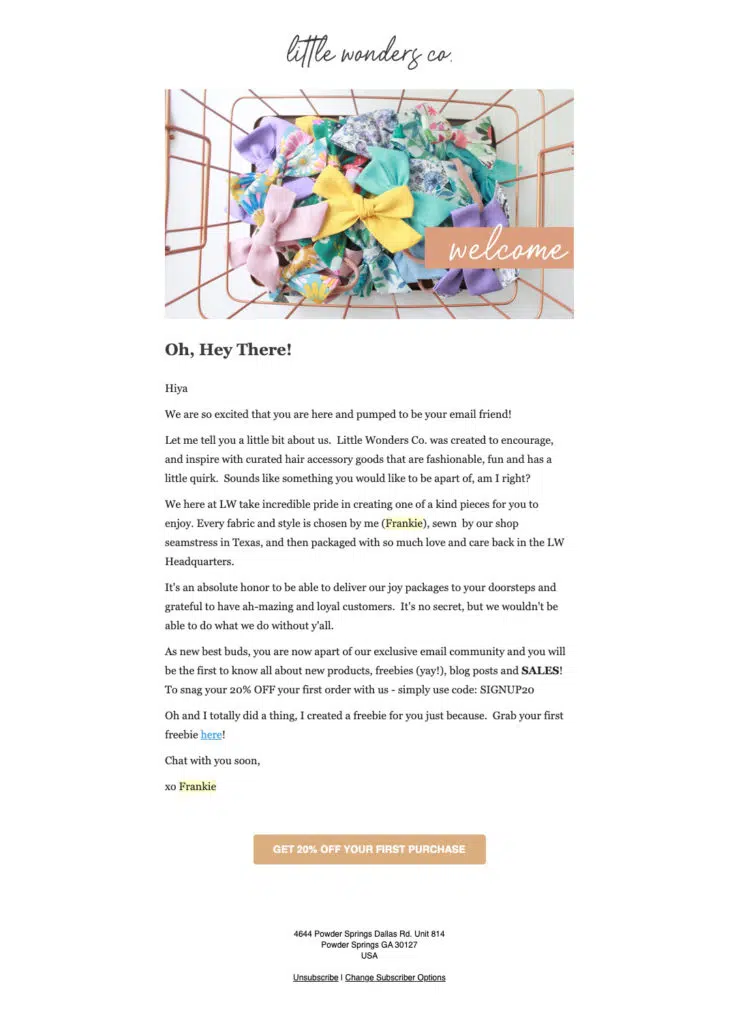 little wonders co.
welcome
Oh, Hey There!
Hiya
We are so excited that you are here and pumped to be your email friend!
Let me tell you a little bit about us.  Little Wonders Co. was created to encourage,
and inspire with curated hair accessory goods that are fashionable, fun and has a
little quirk.  Sounds like something you would like to be apart of, am I right?
We here at LW take incredible pride in creating one of a kind pieces for you to
enjoy. Every fabric and style is chosen by me (Frankie), sewn  by our shop
seamstress in Texas, and then packaged with so much love and care back in the LW
Headquarters.
It's an absolute honor to be able to deliver our joy packages to your doorsteps and
grateful to have ah-mazing and loyal customers.  It's no secret, but we wouldn't be
able to do what we do without y'all.
As new best buds, you are now apart of our exclusive email community and you will
be the first to know all about new products, freebies (yay!), blog posts and SALES!
To snag your 20% OFF your first order with us - simply use code: SIGNUP20
Oh and I totally did a thing, I created a freebie for you just because.  Grab your first
freebie here!
Chat with you soon,
xo Frankie
GET 20% OFF YOUR FIRST PURCHASE
4644 Powder Springs Dallas Rd. Unit 814
Powder Springs GA 30127
USA
Unsubscribe | Change Subscriber Options